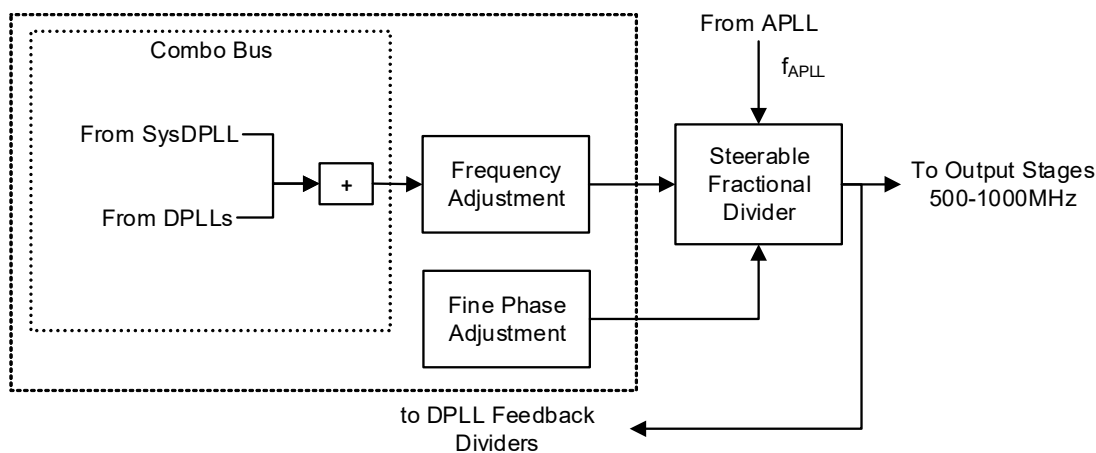 Combo Bus
From SysDPLL
From DPLLs
+
Frequency
Adjustment
Fine Phase
Adjustment
From APLL
fAPLL
Steerable
Fractional
Divider
To Output Stages
500-1000MHz
to DPLL Feedback
Dividers